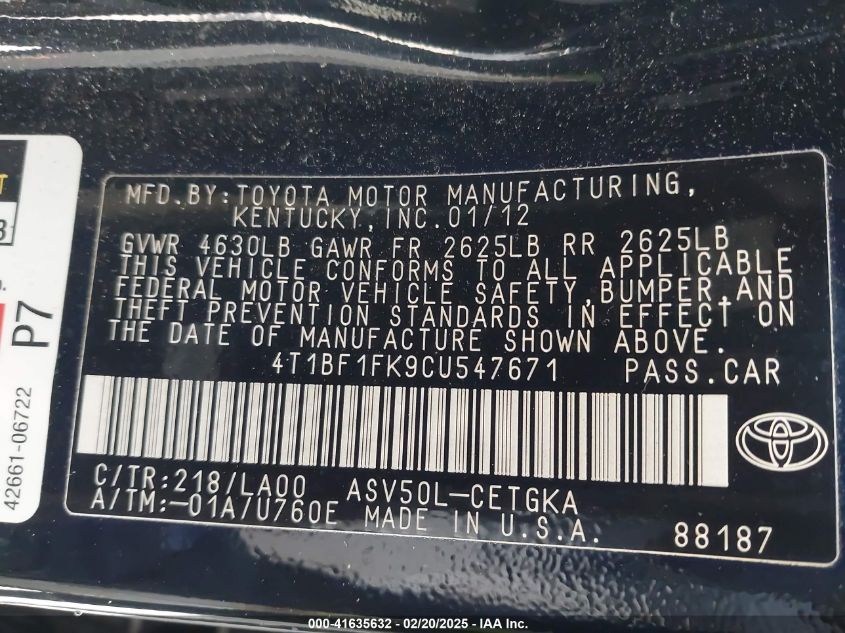 MFD.BY:TOYOTA MOTOR MANUFACTURING,
KENTUCKY,INC.01/12
GVWR 4630LB GAWR FR 2625LB RR 2625LB
THIS VEHICLE CONFORMS TO ALL APPLICABLE
FEDERAL MOTOR VEHICLE SAFETY,BUMPER,AND
THEFT PREVENTION STANDARDS IN EFFECT ON
THE DATE OF MANUFACTURE SHOWN ABOVE.
4T1BF1FK9CU547671 PASS.CAR
C/TR:218/LA00 ASV50L-CETGKA
A/TM:-01A/U760E MADE IN U.S.A. 88187
P7
42661-06722
000-41635632 // 02/20/2025 // IAA Inc.